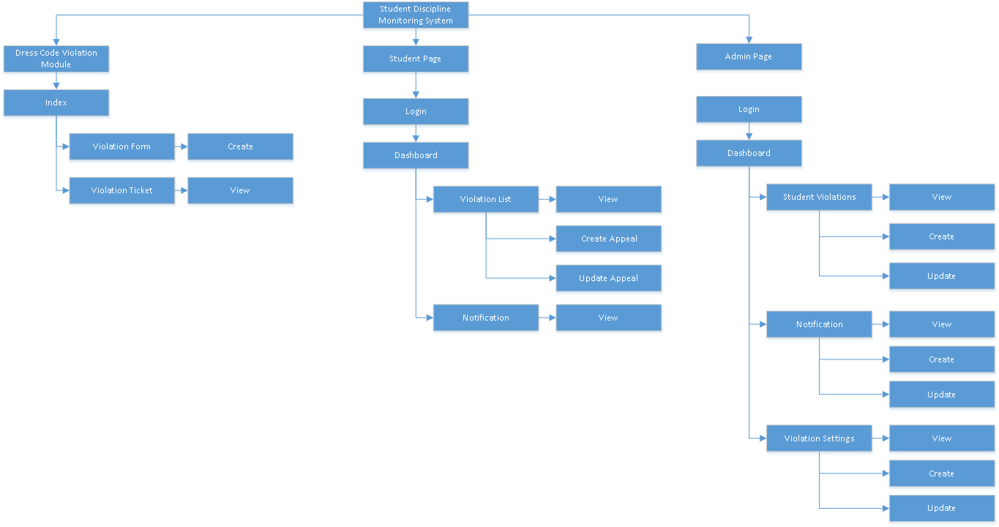 Student Discipline
Monitoring System
Dress Code Violation
Module
Index
Violation Form
Create
Violation Ticket
View
Student Page
Login
Dashboard
Violation List
View
Create Appeal
Update Appeal
Notification
View
Admin Page
Login
Dashboard
Student Violations
View
Create
Update
Notification
View
Create
Update
Violation Settings
View
Create
Update